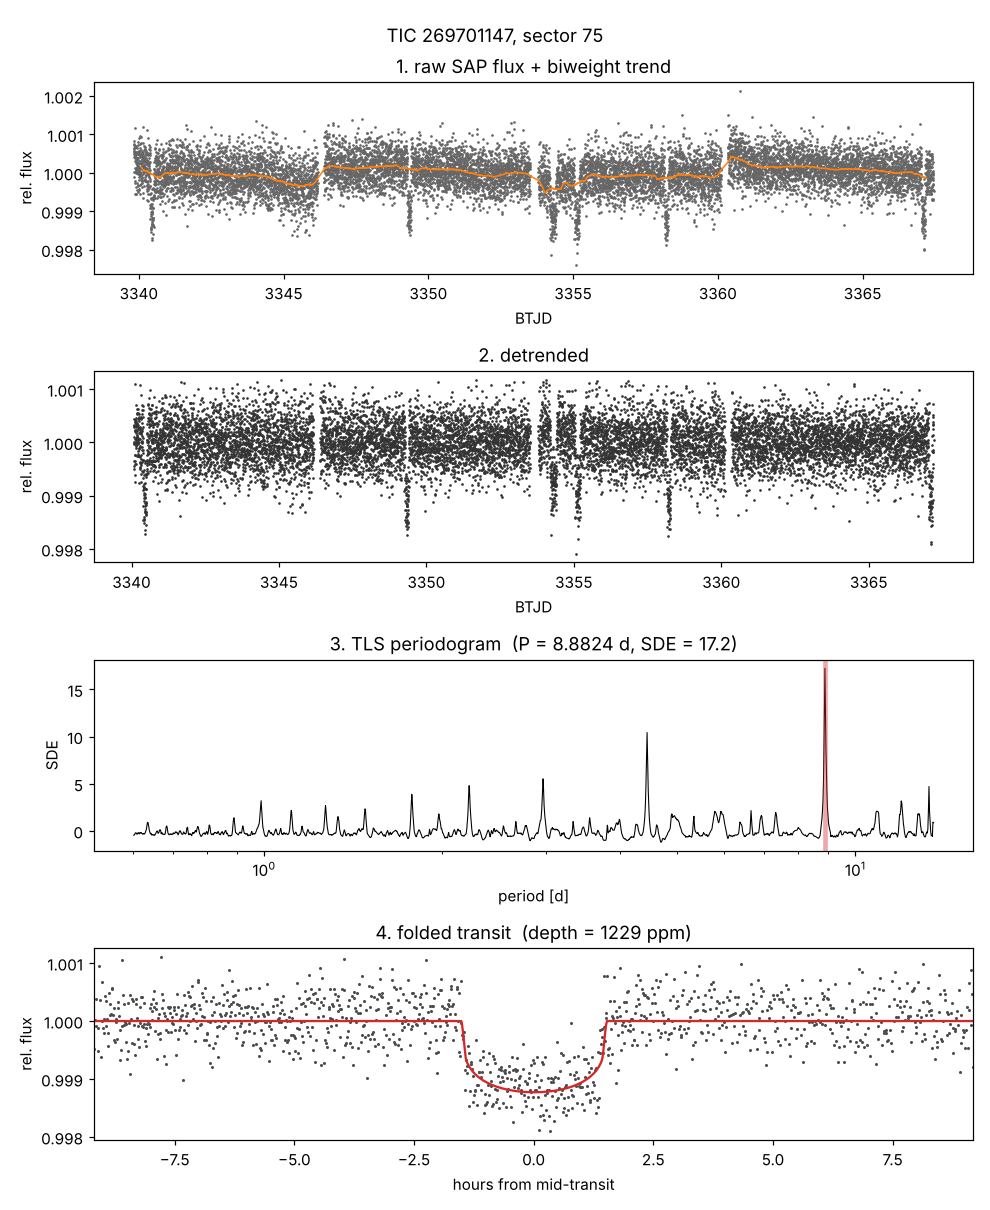 TIC 269701147, sector 75
1. raw SAP flux + biweight trend
rel. flux
1.002
1.001
1.000
0.999
0.998
3340 3345 3350 3355 3360 3365
BTJD
2. detrended
rel. flux
1.001
1.000
0.999
0.998
3340 3345 3350 3355 3360 3365
BTJD
3. TLS periodogram (P = 8.8824 d, SDE = 17.2)
SDE
15
10
5
0
10⁰ 10¹
period [d]
4. folded transit (depth = 1229 ppm)
rel. flux
1.001
1.000
0.999
0.998
−7.5 −5.0 −2.5 0.0 2.5 5.0 7.5
hours from mid-transit